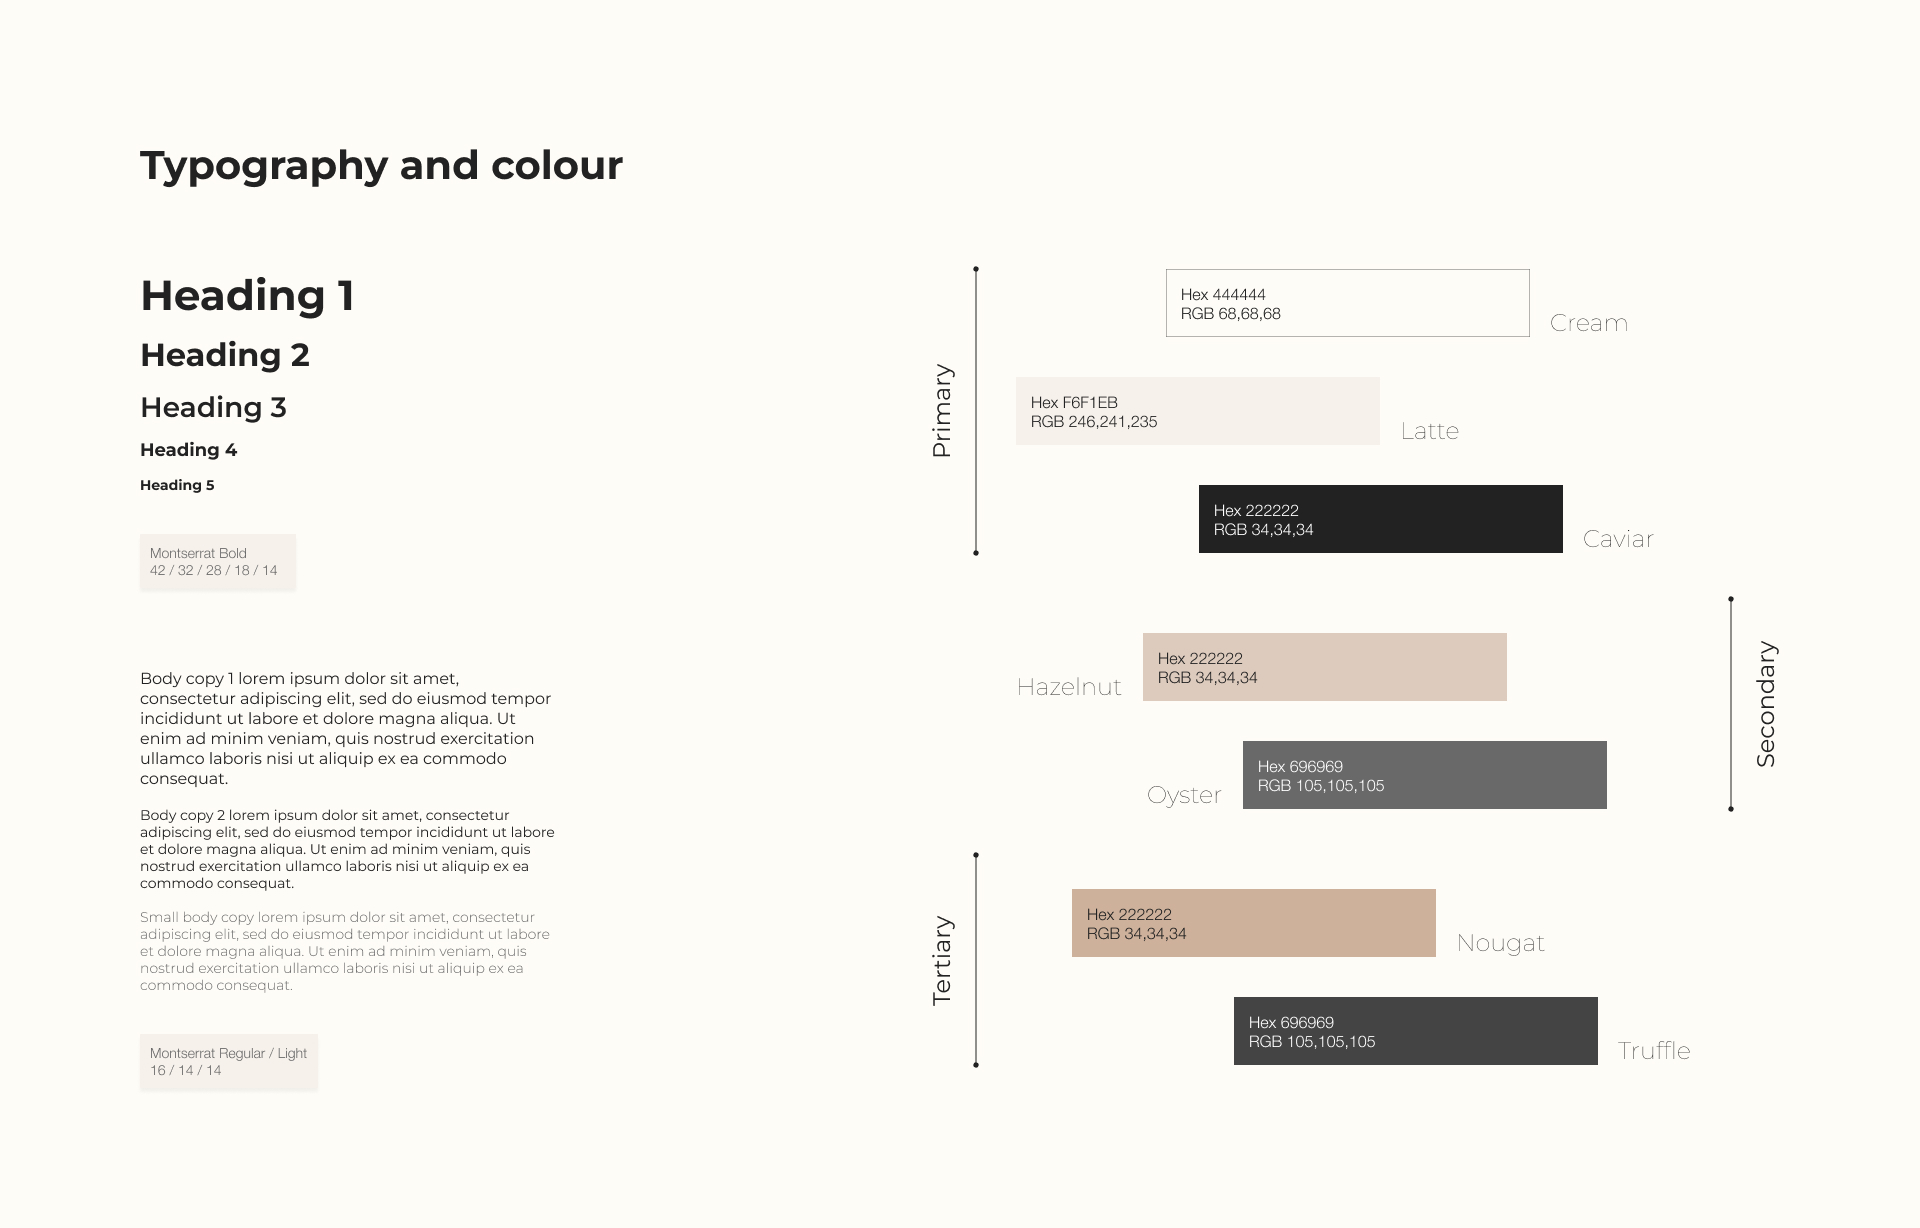 Typography and colour
Heading 1
Heading 2
Heading 3
Heading 4
Heading 5
Montserrat Bold
42 / 32 / 28 / 18 / 14
Body copy 1 lorem ipsum dolor sit amet,
consectetur adipiscing elit, sed do eiusmod tempor
incididunt ut labore et dolore magna aliqua. Ut
enim ad minim veniam, quis nostrud exercitation
ullamco laboris nisi ut aliquip ex ea commodo
consequat.
Body copy 2 lorem ipsum dolor sit amet, consectetur
adipiscing elit, sed do eiusmod tempor incididunt ut labore
et dolore magna aliqua. Ut enim ad minim veniam, quis
nostrud exercitation ullamco laboris nisi ut aliquip ex ea
commodo consequat.
Small body copy lorem ipsum dolor sit amet, consectetur
adipiscing elit, sed do eiusmod tempor incididunt ut labore
et dolore magna aliqua. Ut enim ad minim veniam, quis
nostrud exercitation ullamco laboris nisi ut aliquip ex ea
commodo consequat.
Montserrat Regular / Light
16 / 14 / 14
Primary
Hex 444444
RGB 68,68,68
Cream
Hex F6F1EB
RGB 246,241,235
Latte
Hex 222222
RGB 34,34,34
Caviar
Secondary
Hex 222222
RGB 34,34,34
Hazelnut
Hex 696969
RGB 105,105,105
Oyster
Tertiary
Hex 222222
RGB 34,34,34
Nougat
Hex 696969
RGB 105,105,105
Truffle